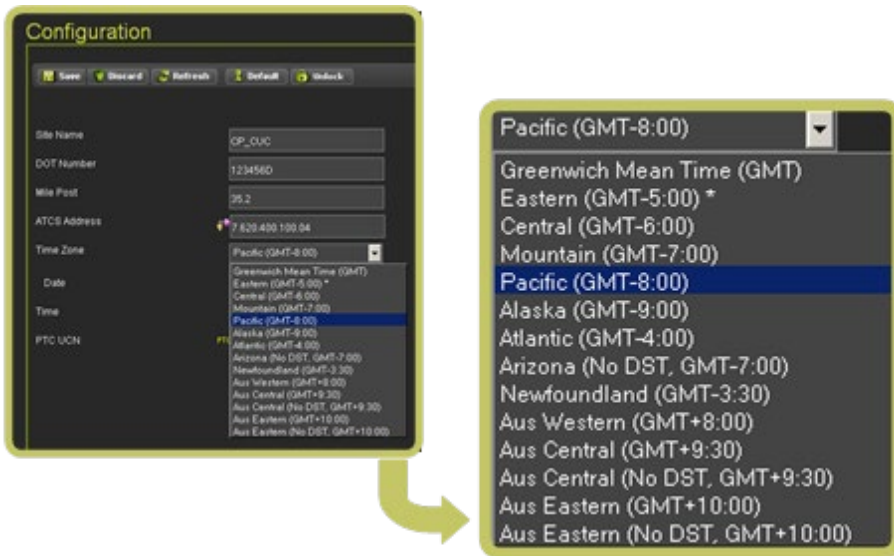 Configuration
Save Discard Refresh Default Unlock
Site Name CP_CUC
DOT Number 123456D
Mile Post 35.2
ATCS Address 7.620.400.100.04
Time Zone Pacific (GMT-8:00)
Greenwich Mean Time (GMT)
Date Eastern (GMT-5:00) *
Central (GMT-6:00)
Time Mountain (GMT-7:00)
Pacific (GMT-8:00)
Alaska (GMT-9:00)
PTC UCN Atlantic (GMT-4:00)
Arizona (No DST, GMT-7:00)
Newfoundland (GMT-3:30)
Aus Western (GMT+8:00)
Aus Central (GMT+9:30)
Aus Central (No DST, GMT+9:30)
Aus Eastern (GMT+10:00)
Aus Eastern (No DST, GMT+10:00)
Pacific (GMT-8:00)
Greenwich Mean Time (GMT)
Eastern (GMT-5:00) *
Central (GMT-6:00)
Mountain (GMT-7:00)
Pacific (GMT-8:00)
Alaska (GMT-9:00)
Atlantic (GMT-4:00)
Arizona (No DST, GMT-7:00)
Newfoundland (GMT-3:30)
Aus Western (GMT+8:00)
Aus Central (GMT+9:30)
Aus Central (No DST, GMT+9:30)
Aus Eastern (GMT+10:00)
Aus Eastern (No DST, GMT+10:00)